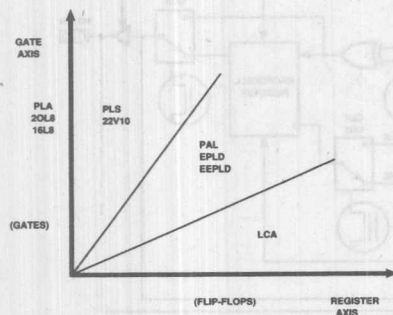 GATE
AXIS
PLA
20L8
16L8
PLS
22V10
PAL
EPLD
EEPLD
(GATES)
LCA
(FLIP-FLOPS)
REGISTER
AXIS